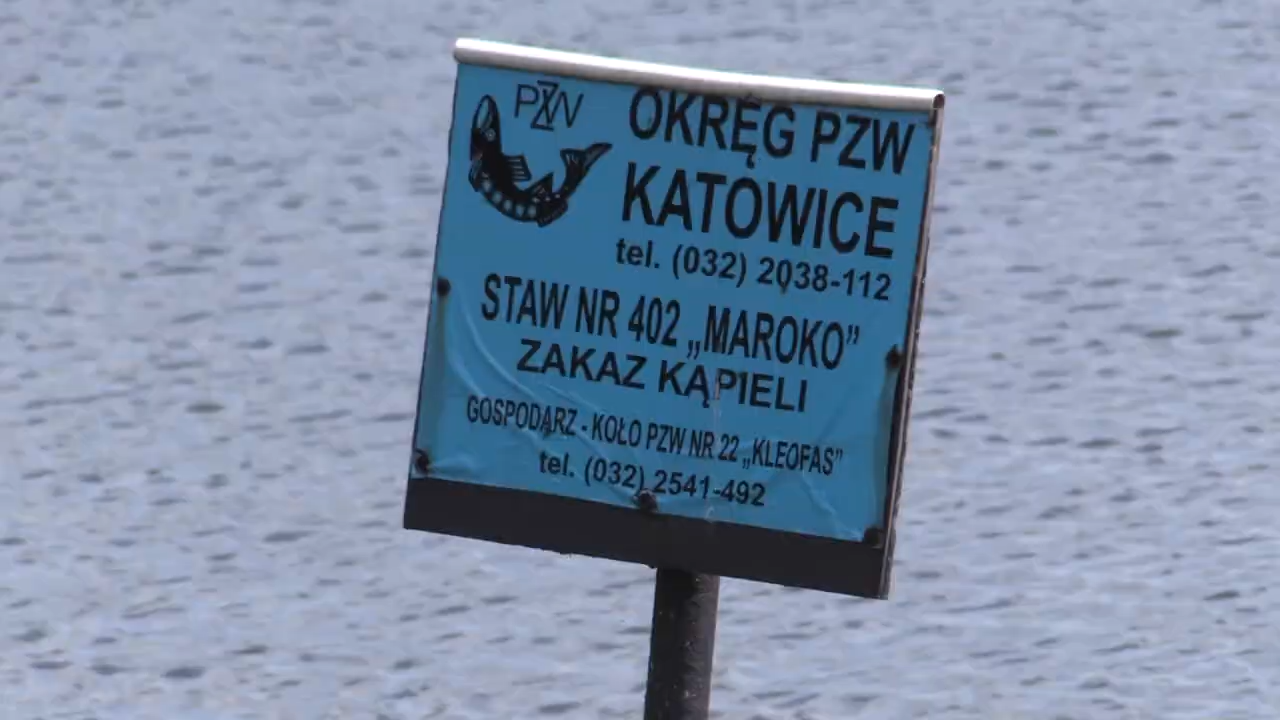 PZW
OKRĘG PZW
KATOWICE
tel. (032) 2038-112
STAW NR 402 „MAROKO”
ZAKAZ KĄPIELI
GOSPODARZ - KOŁO PZW NR 22 „KLEOFAS”
tel. (032) 2541-492